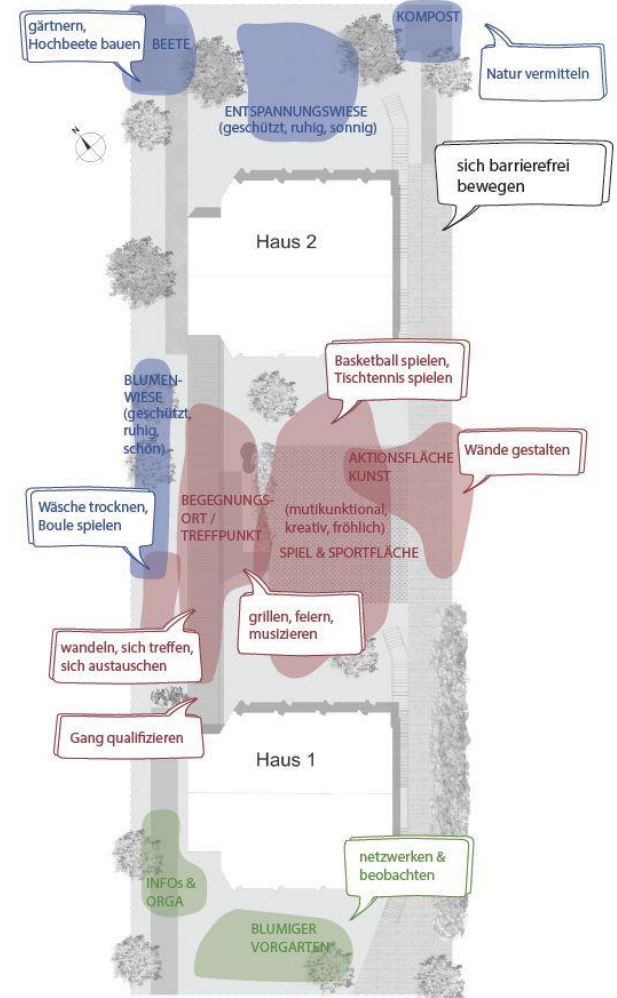 gärtnern,
Hochbeete bauen
BEETE
KOMPOST
Natur vermitteln
ENTSPANNUNGSWIESE
(geschützt, ruhig, sonnig)
N
sich barrierefrei
bewegen
Haus 2
Basketball spielen,
Tischtennis spielen
BLUMEN-
WIESE
(geschützt,
ruhig,
schön)
AKTIONSFLÄCHE
KUNST
Wände gestalten
Wäsche trocknen,
Boule spielen
BEGEGNUNGS-
ORT /
TREFFPUNKT
(mutikunktional,
kreativ, fröhlich)
SPIEL & SPORTFLÄCHE
grillen, feiern,
musizieren
wandeln, sich treffen,
sich austauschen
Gang qualifizieren
Haus 1
netzwerken &
beobachten
INFOs &
ORGA
BLUMIGER
VORGARTEN